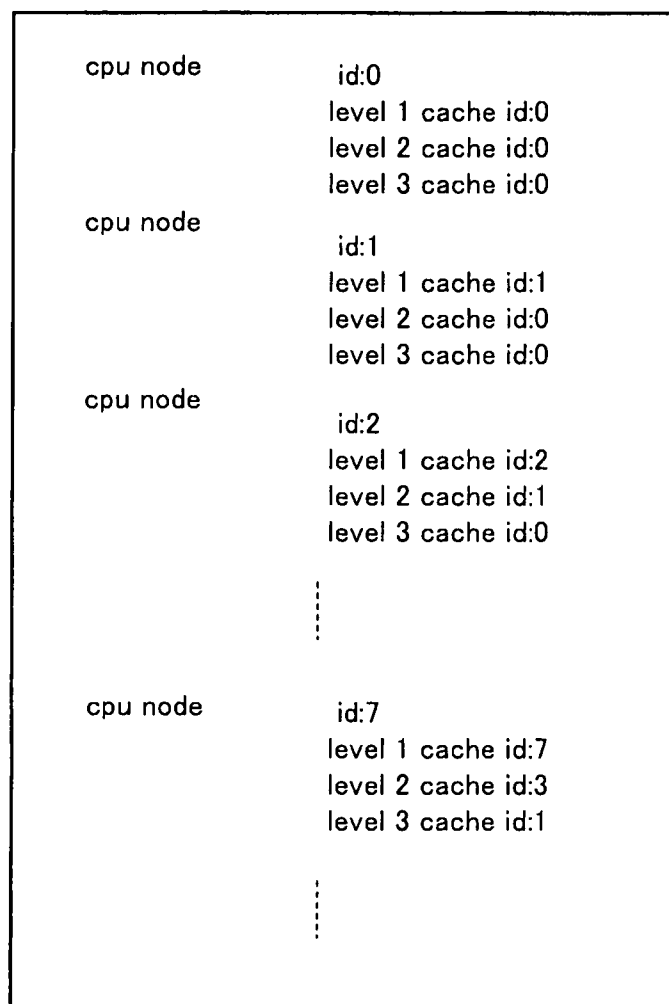 cpu node
id:0
level 1 cache id:0
level 2 cache id:0
level 3 cache id:0
cpu node
id:1
level 1 cache id:1
level 2 cache id:0
level 3 cache id:0
cpu node
id:2
level 1 cache id:2
level 2 cache id:1
level 3 cache id:0
cpu node
id:7
level 1 cache id:7
level 2 cache id:3
level 3 cache id:1